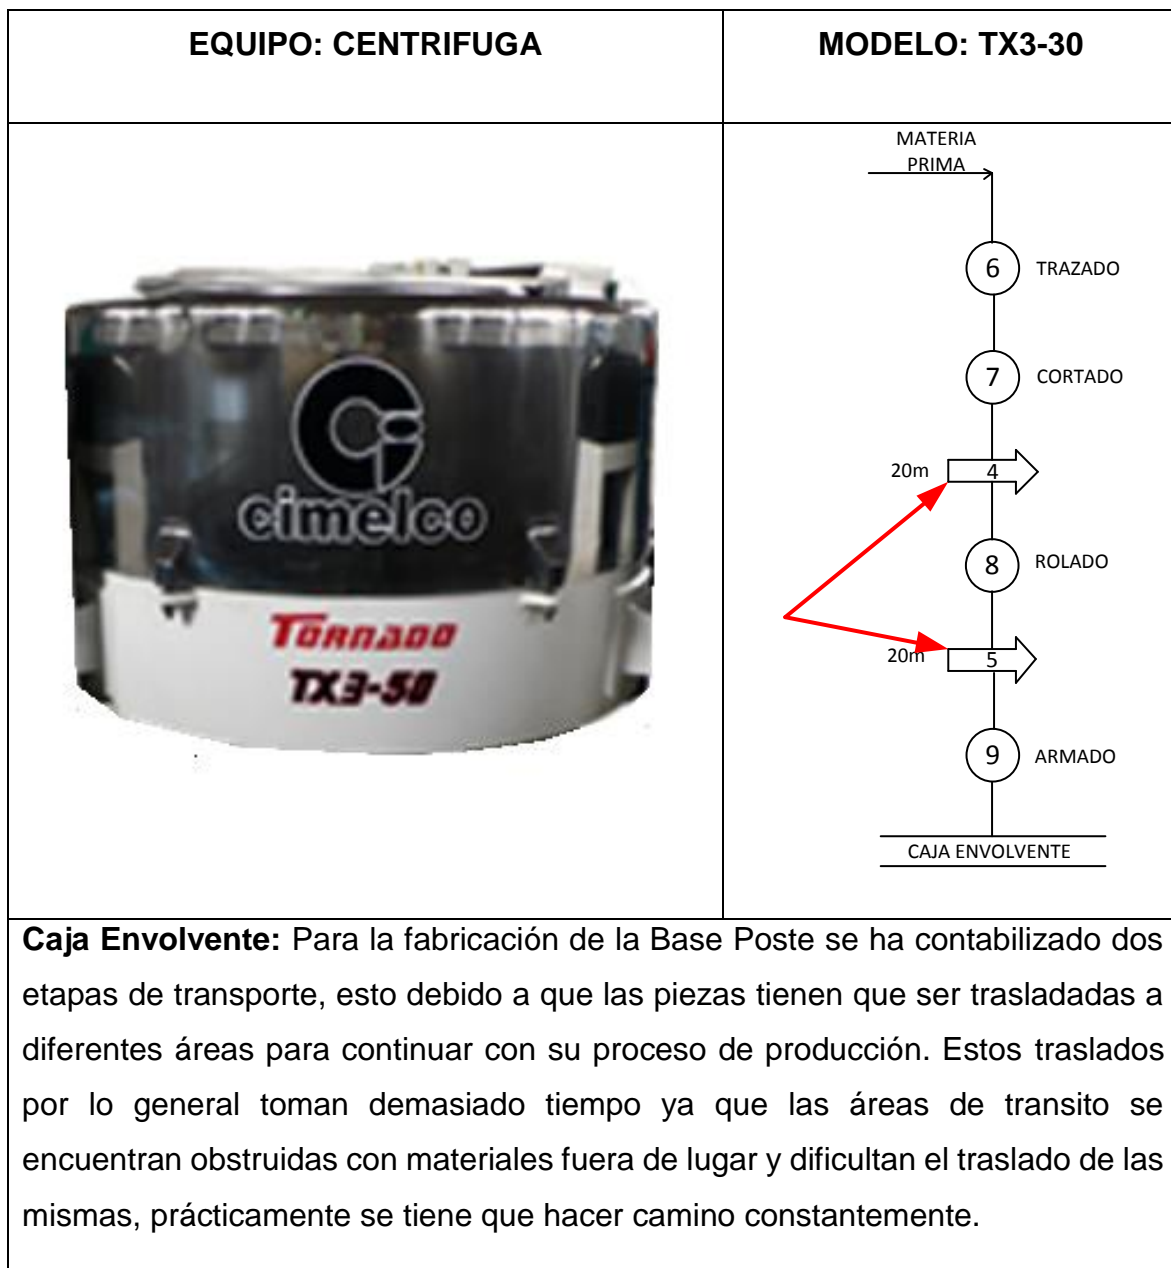 EQUIPO: CENTRIFUGA
MODELO: TX3-30
cimelco
TORNADO
TX3-50
MATERIA
PRIMA
6 TRAZADO
7 CORTADO
20m 4
8 ROLADO
20m 5
9 ARMADO
CAJA ENVOLVENTE
Caja Envolvente: Para la fabricación de la Base Poste se ha contabilizado dos
etapas de transporte, esto debido a que las piezas tienen que ser trasladadas a
diferentes áreas para continuar con su proceso de producción. Estos traslados
por lo general toman demasiado tiempo ya que las áreas de transito se
encuentran obstruidas con materiales fuera de lugar y dificultan el traslado de las
mismas, prácticamente se tiene que hacer camino constantemente.